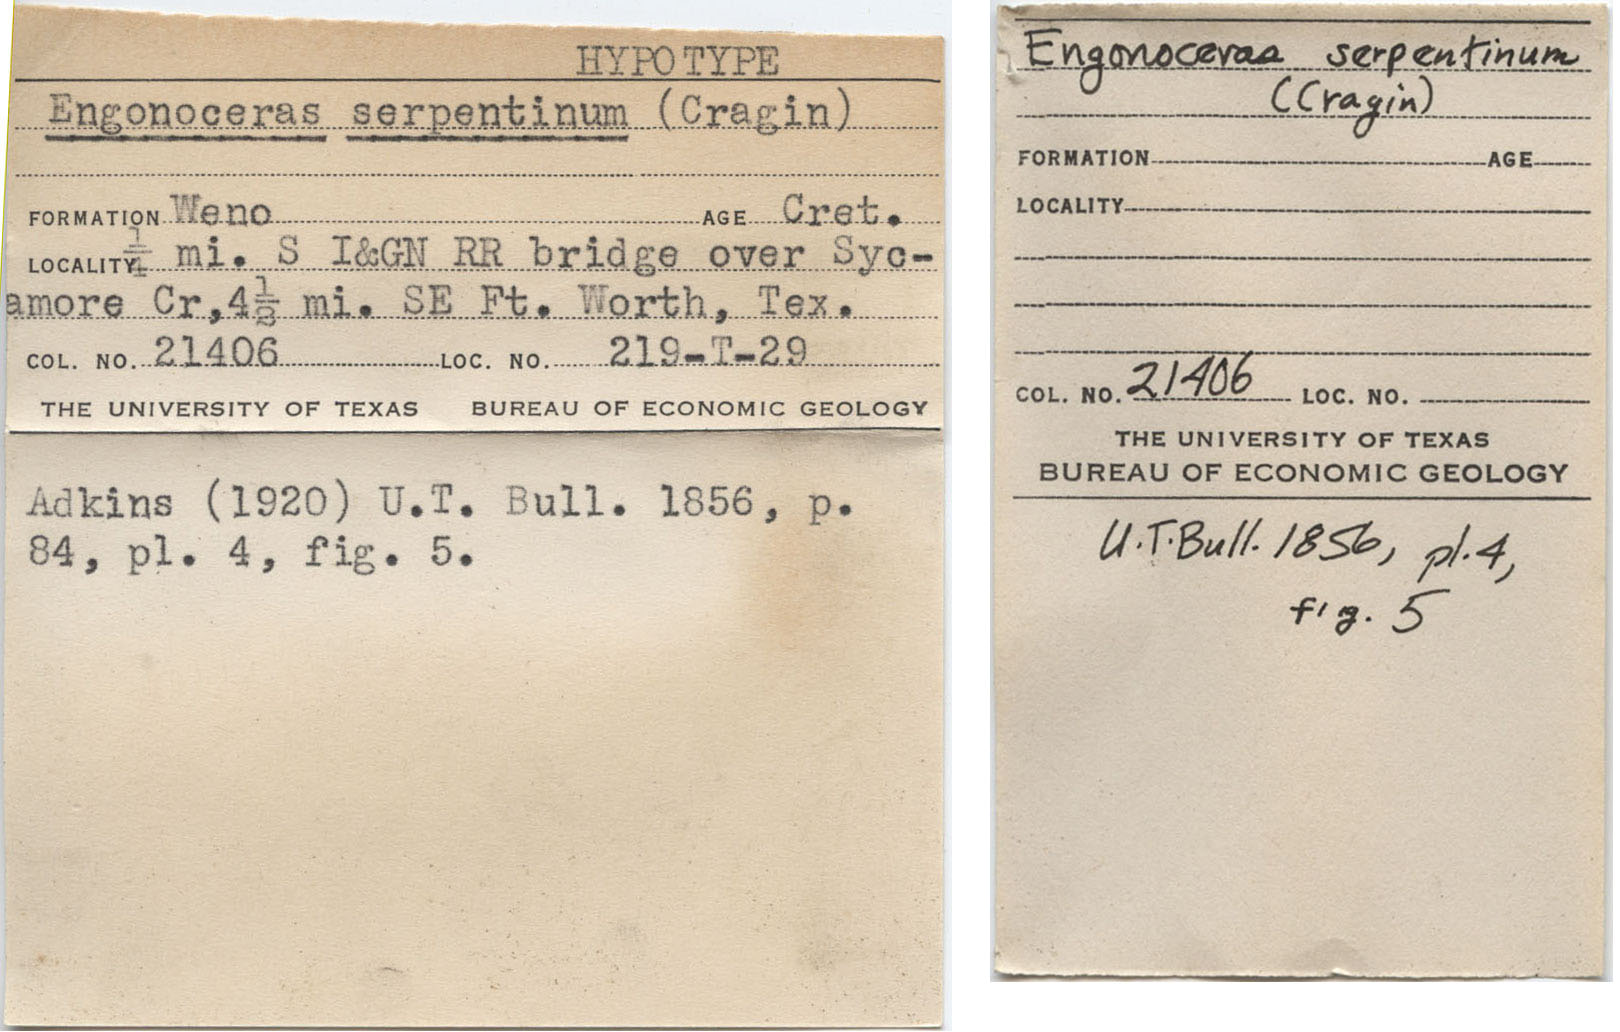 HYPOTYPE
Engonoceras serpentinum (Cragin)
FORMATION Weno AGE Cret.
LOCALITY 1/4 mi. S I&GN RR bridge over Syc-
amore Cr, 4 1/2 mi. SE Ft. Worth, Tex.
COL. NO. 21406 LOC. NO. 219-T-29
THE UNIVERSITY OF TEXAS BUREAU OF ECONOMIC GEOLOGY
Adkins (1920) U.T. Bull. 1856, p.
84, pl. 4, fig. 5.
Engonoceras serpentinum
(Cragin)
FORMATION AGE
LOCALITY
COL. NO. 21406 LOC. NO.
THE UNIVERSITY OF TEXAS
BUREAU OF ECONOMIC GEOLOGY
U.T. Bull. 1856, pl. 4,
fig. 5